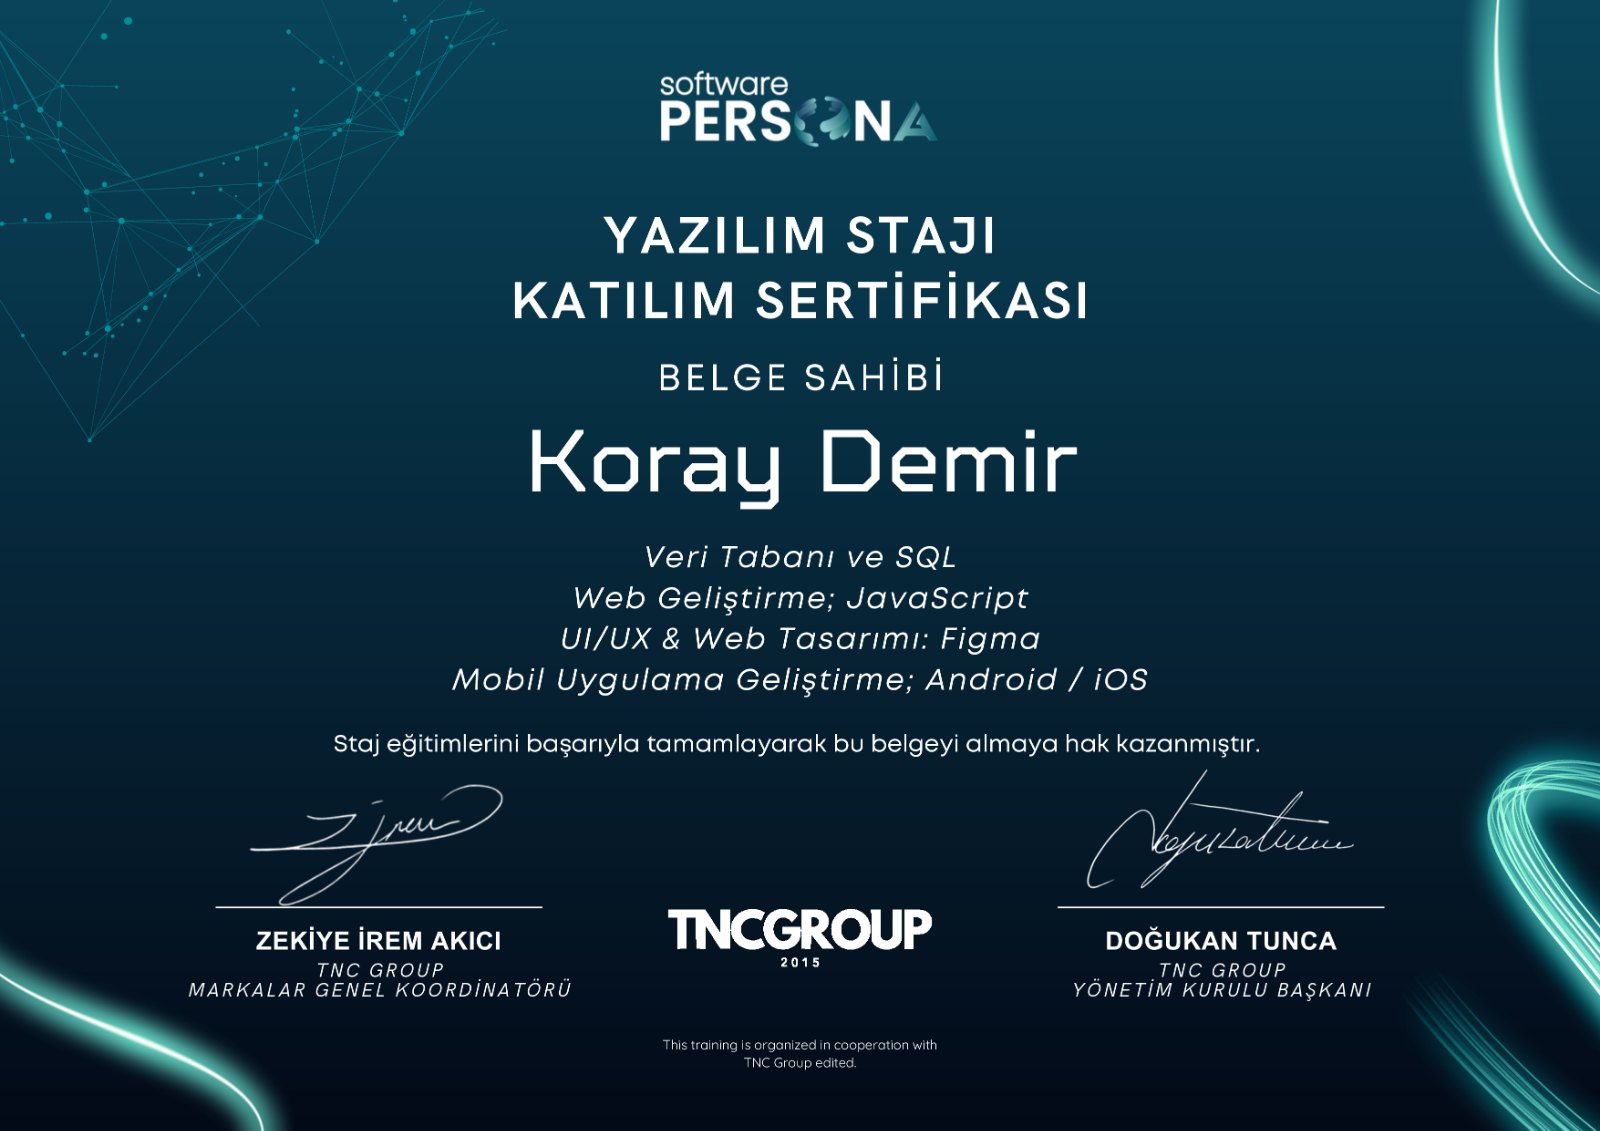 software
PERSONA
YAZILIM STAJI
KATILIM SERTİFİKASI
BELGE SAHİBİ
Koray Demir
Veri Tabanı ve SQL
Web Geliştirme; JavaScript
UI/UX & Web Tasarımı: Figma
Mobil Uygulama Geliştirme; Android / iOS
Staj eğitimlerini başarıyla tamamlayarak bu belgeyi almaya hak kazanmıştır.
ZEKİYE İREM AKICI
TNC GROUP
MARKALAR GENEL KOORDİNATÖRÜ
TNCGROUP
2015
DOĞUKAN TUNCA
TNC GROUP
YÖNETİM KURULU BAŞKANI
This training is organized in cooperation with
TNC Group edited.